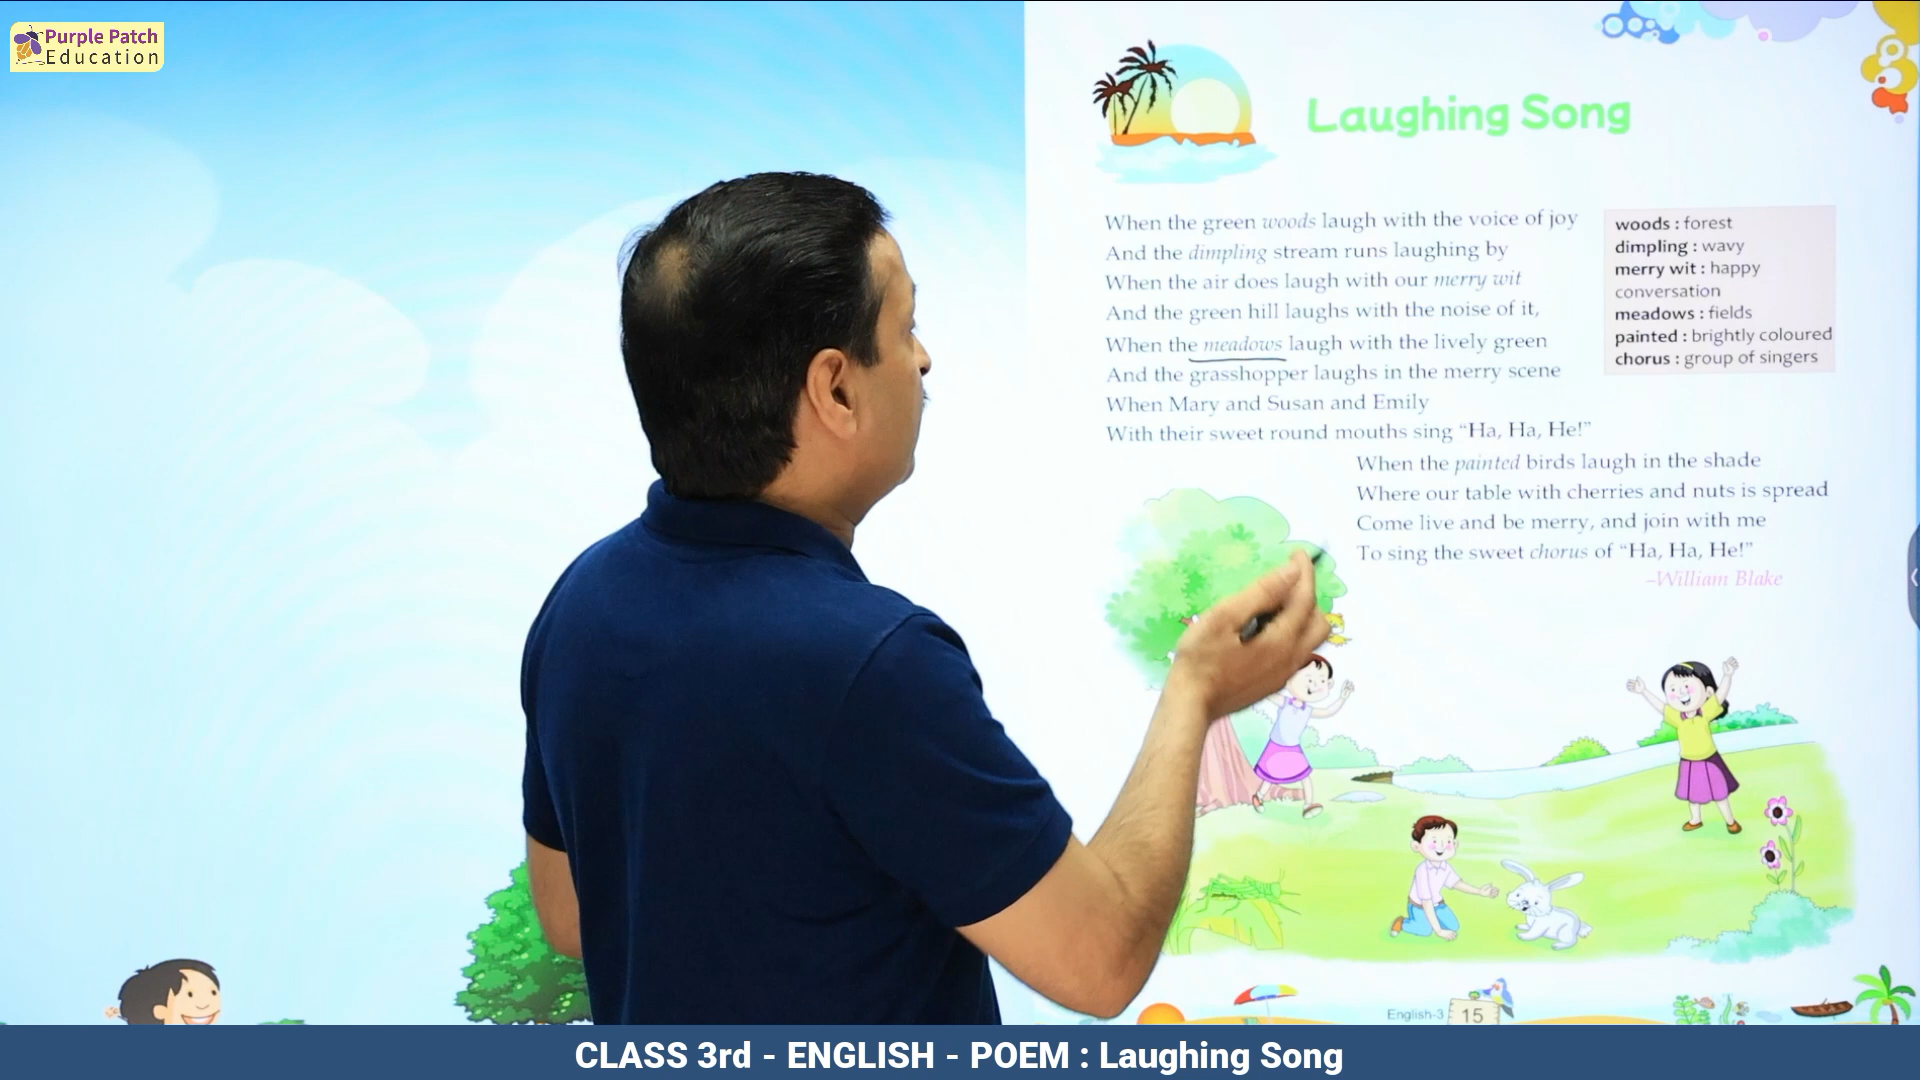 Purple Patch
Education
Laughing Song
When the green woods laugh with the voice of joy
And the dimpling stream runs laughing by
When the air does laugh with our merry wit
And the green hill laughs with the noise of it,
When the meadows laugh with the lively green
And the grasshopper laughs in the merry scene
When Mary and Susan and Emily
With their sweet round mouths sing “Ha, Ha, He!”
When the painted birds laugh in the shade
Where our table with cherries and nuts is spread
Come live and be merry, and join with me
To sing the sweet chorus of “Ha, Ha, He!”
–William Blake
woods : forest
dimpling : wavy
merry wit : happy
conversation
meadows : fields
painted : brightly coloured
chorus : group of singers
English-3 15
CLASS 3rd - ENGLISH - POEM : Laughing Song